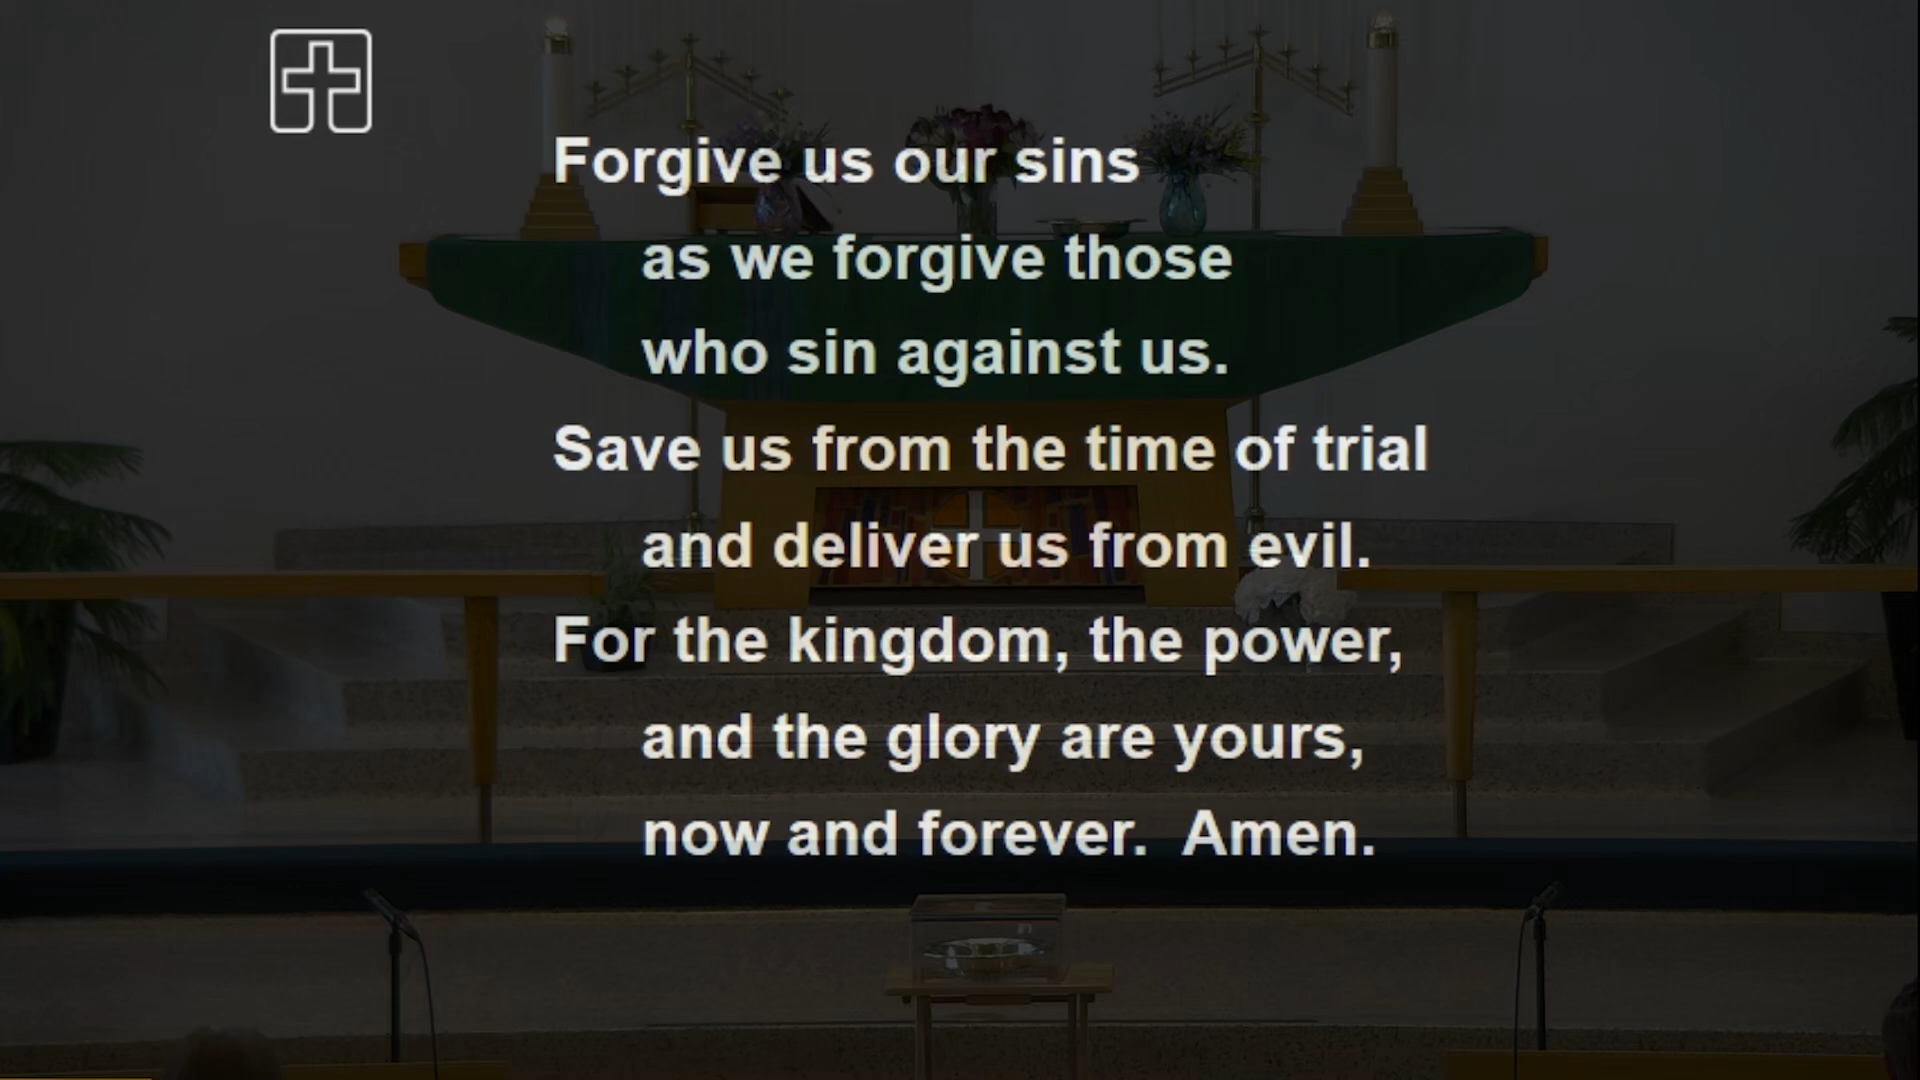 Forgive us our sins
as we forgive those
who sin against us.
Save us from the time of trial
and deliver us from evil.
For the kingdom, the power,
and the glory are yours,
now and forever.  Amen.